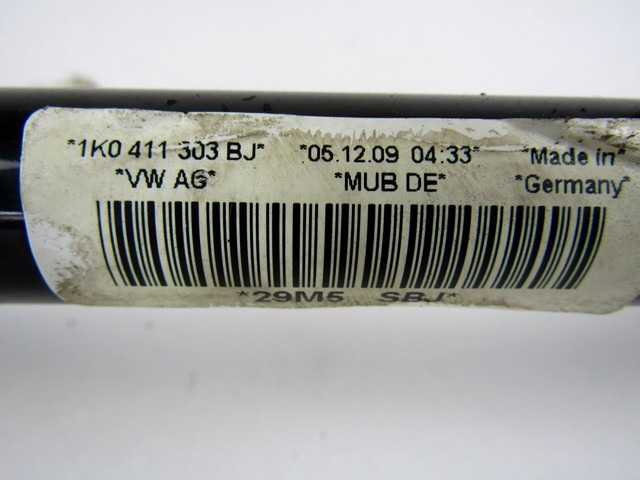 *1K0 411 303 BJ* *05.12.09 04:33* *Made in*
*VW AG* *MUB DE* *Germany*
*29M5 SBJ*